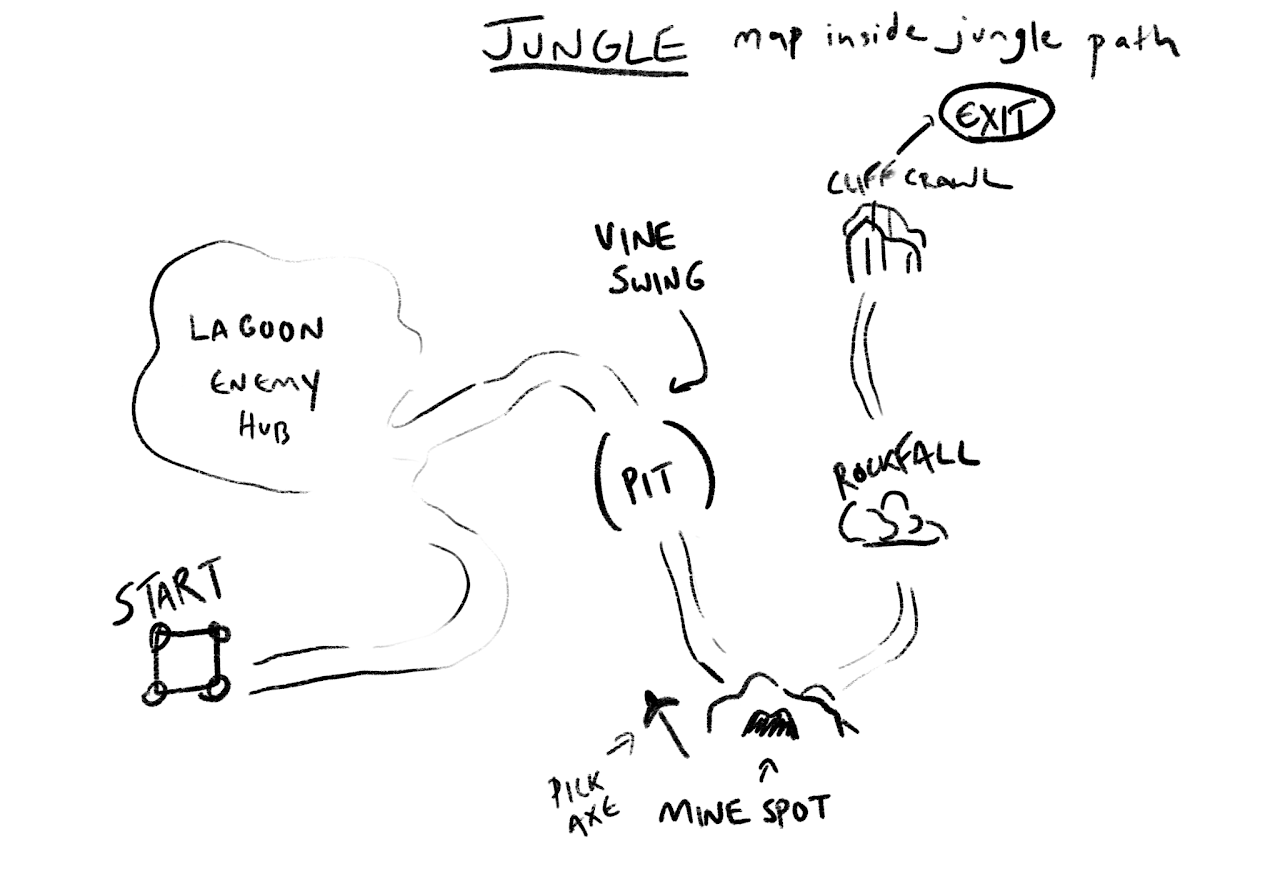 JUNGLE map inside jungle path
EXIT
CLIFF CRAWL
VINE
SWING
LAGOON
ENEMY
HUB
PIT
ROCKFALL
START
PICK
AXE
MINE SPOT